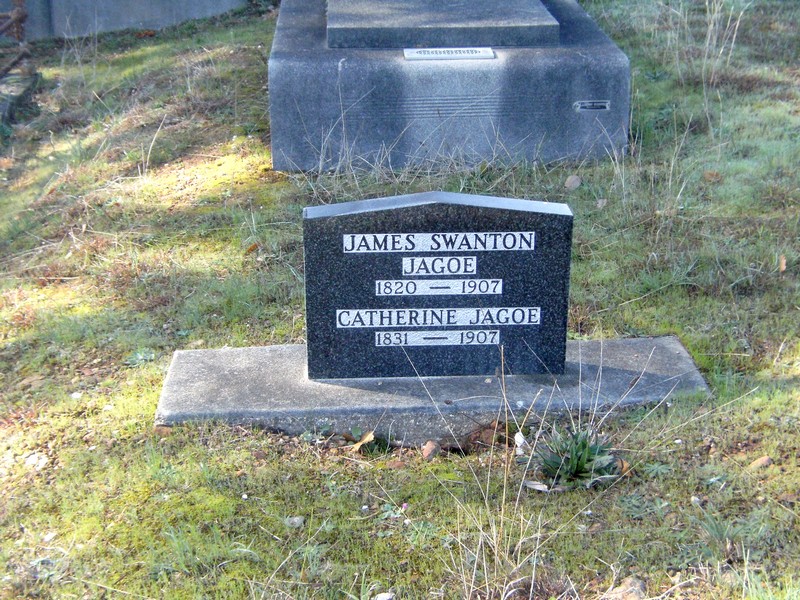 JAMES SWANTON
JAGOE
1820 — 1907
CATHERINE JAGOE
1831 — 1907